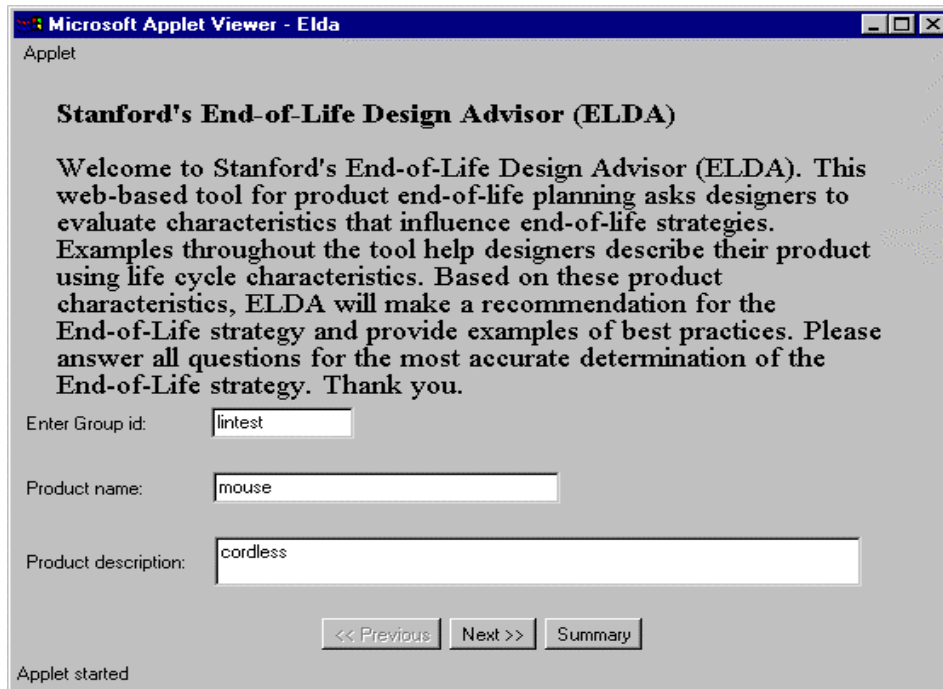 Microsoft Applet Viewer - Elda
Applet
Stanford's End-of-Life Design Advisor (ELDA)
Welcome to Stanford's End-of-Life Design Advisor (ELDA). This
web-based tool for product end-of-life planning asks designers to
evaluate characteristics that influence end-of-life strategies.
Examples throughout the tool help designers describe their product
using life cycle characteristics. Based on these product
characteristics, ELDA will make a recommendation for the
End-of-Life strategy and provide examples of best practices. Please
answer all questions for the most accurate determination of the
End-of-Life strategy. Thank you.
Enter Group id: lintest
Product name: mouse
Product description: cordless
<< Previous Next >> Summary
Applet started